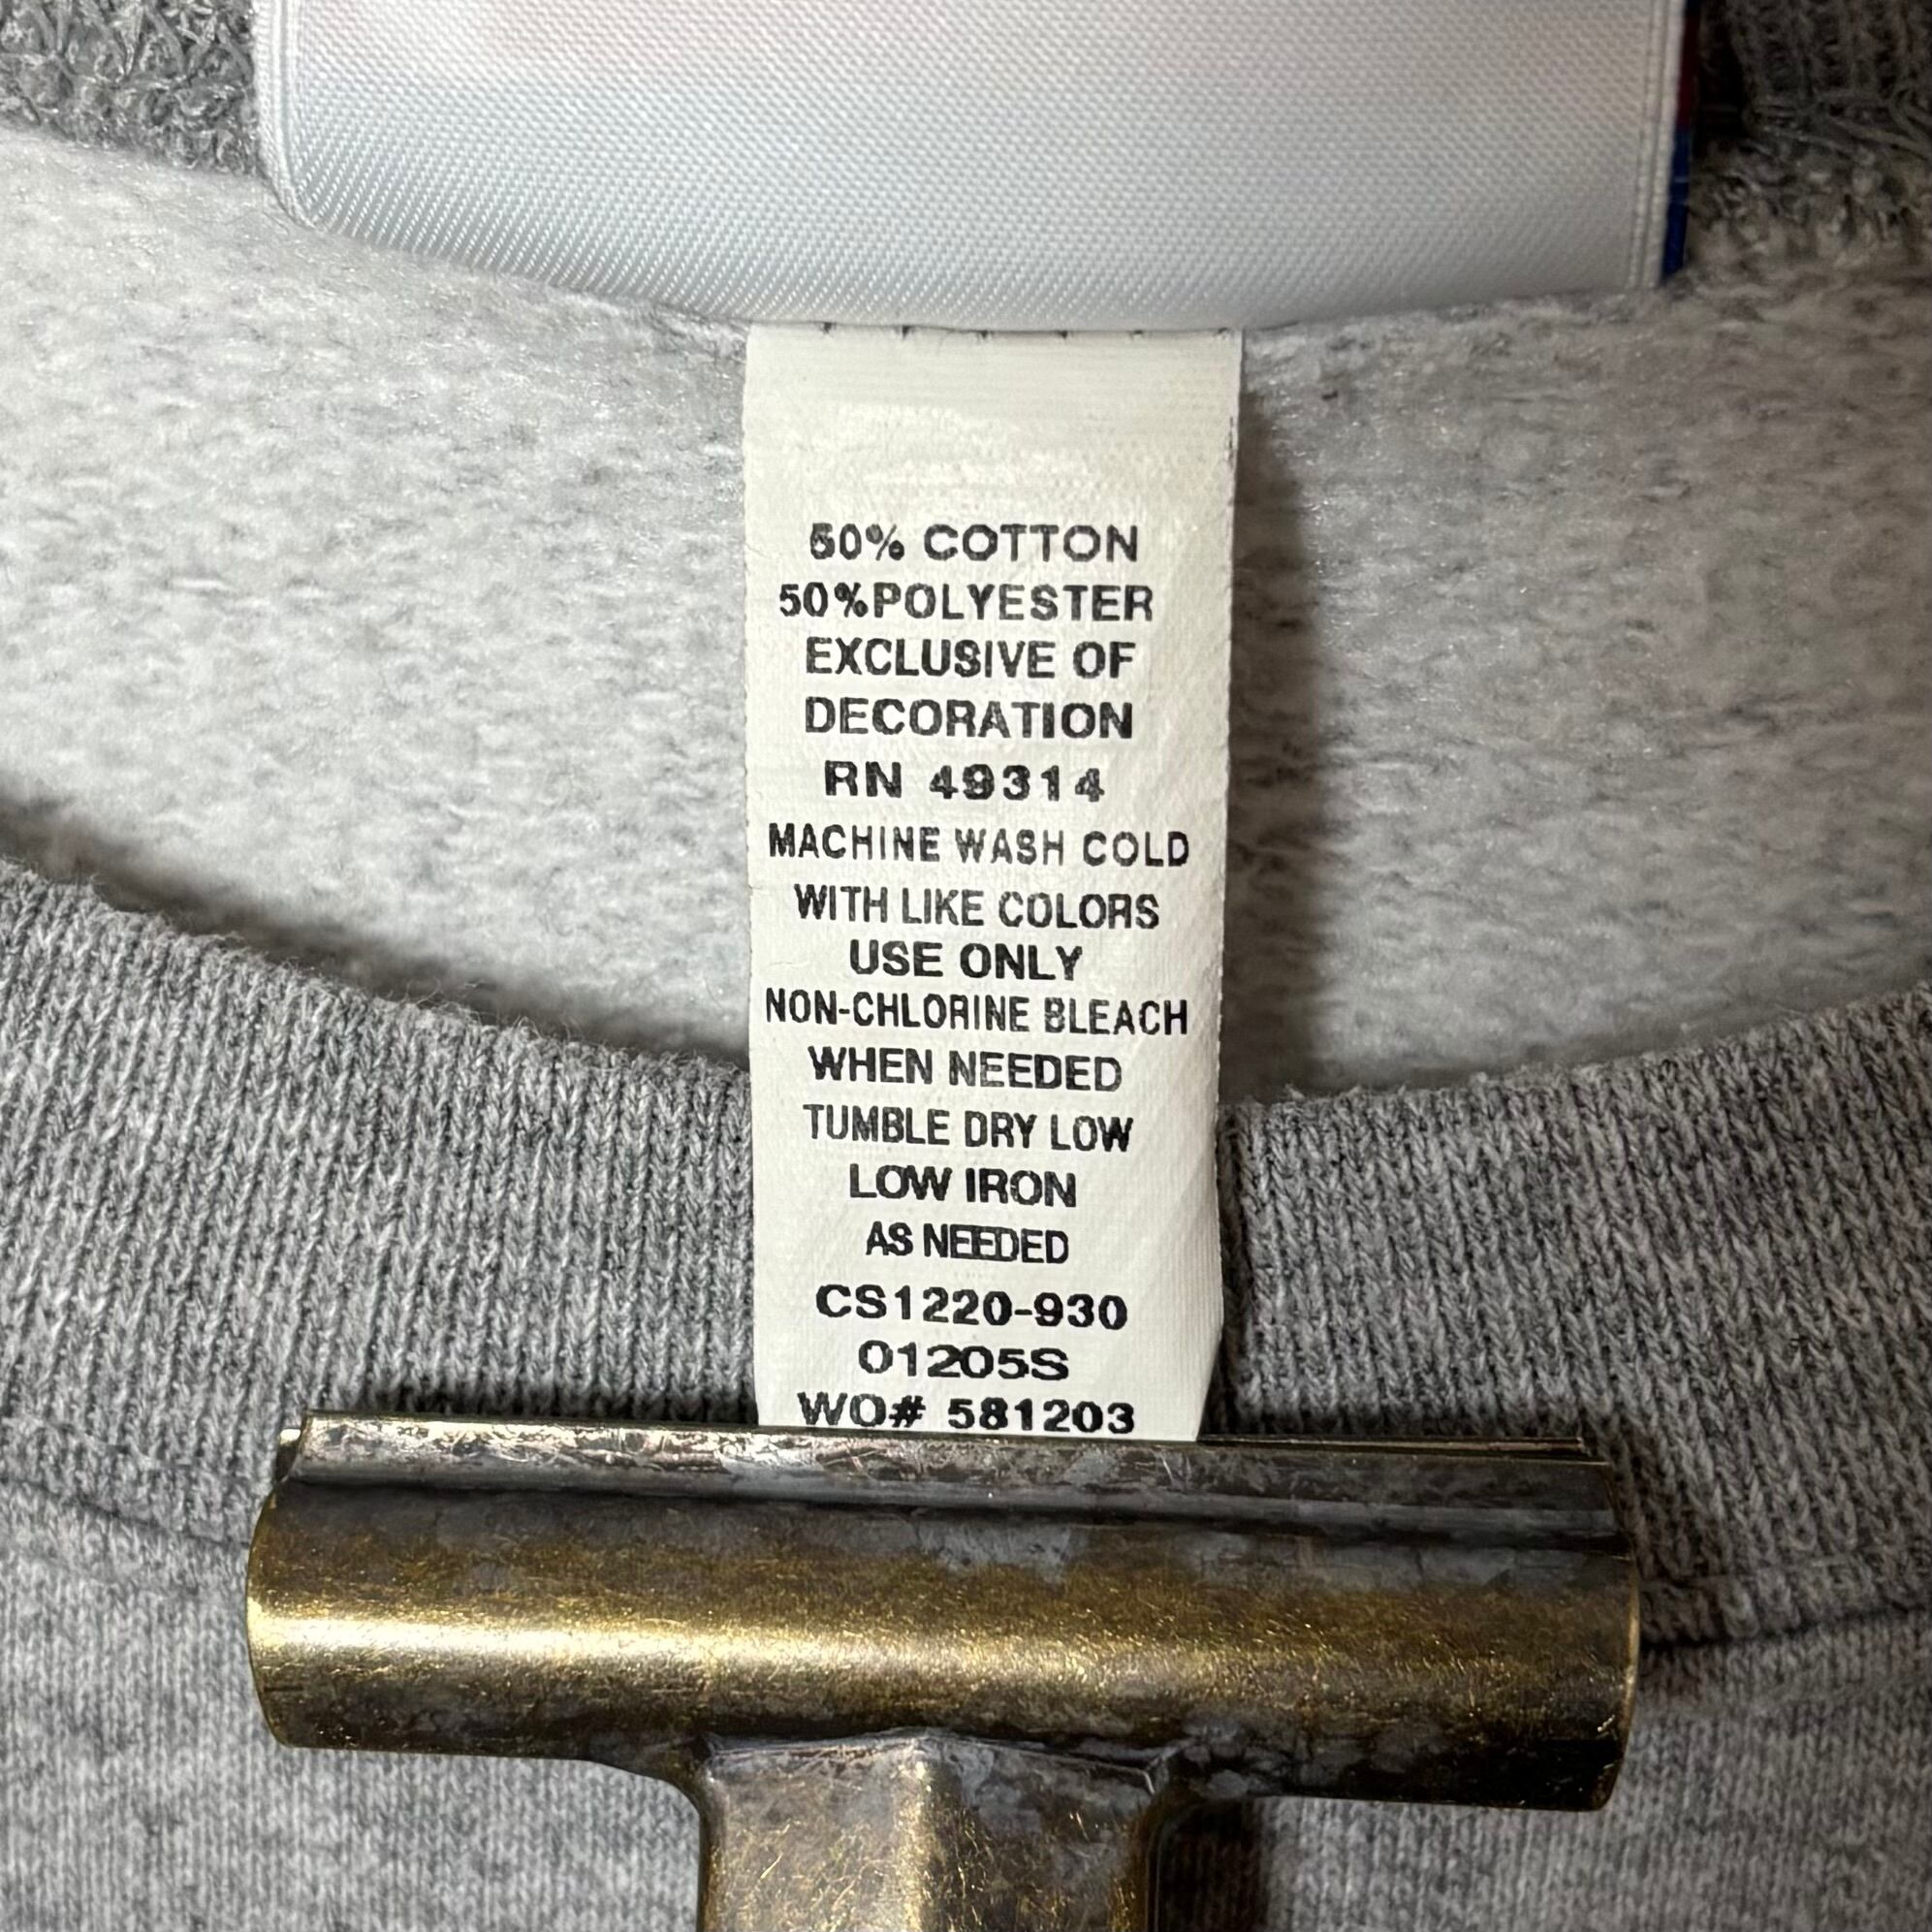 50% COTTON
50%POLYESTER
EXCLUSIVE OF
DECORATION
RN 49314
MACHINE WASH COLD
WITH LIKE COLORS
USE ONLY
NON-CHLORINE BLEACH
WHEN NEEDED
TUMBLE DRY LOW
LOW IRON
AS NEEDED
CS1220-930
01205S
WO# 581203